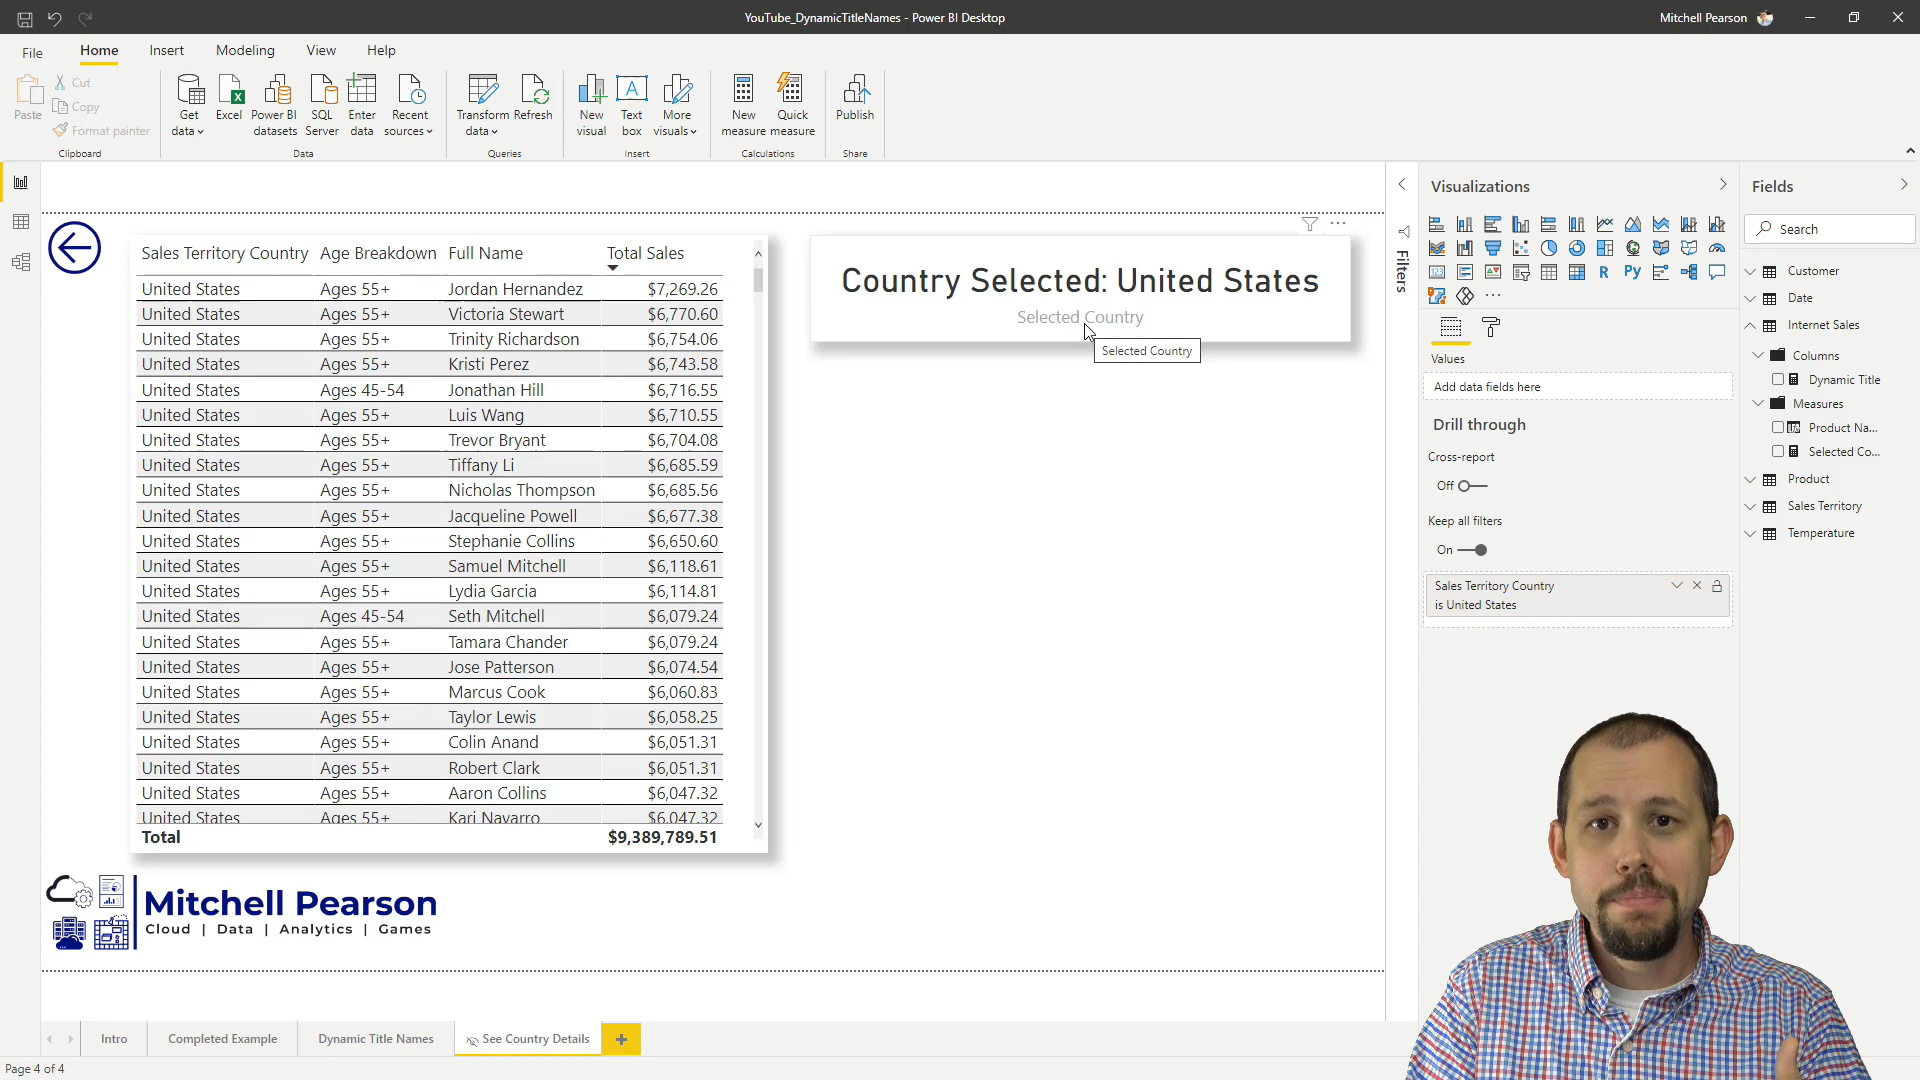 YouTube_DynamicTitleNames - Power BI Desktop
Mitchell Pearson
File
Home
Insert
Modeling
View
Help
Paste
Cut
Copy
Format painter
Clipboard
Get data
Excel
Power BI datasets
SQL Server
Enter data
Recent sources
Data
Transform data
Refresh
Queries
New visual
Text box
More visuals
Insert
New measure
Quick measure
Calculations
Publish
Share
Sales Territory Country Age Breakdown Full Name Total Sales
United States Ages 55+ Jordan Hernandez $7,269.26
United States Ages 55+ Victoria Stewart $6,770.60
United States Ages 55+ Trinity Richardson $6,754.06
United States Ages 55+ Kristi Perez $6,743.58
United States Ages 45-54 Jonathan Hill $6,716.55
United States Ages 55+ Luis Wang $6,710.55
United States Ages 55+ Trevor Bryant $6,704.08
United States Ages 55+ Tiffany Li $6,685.59
United States Ages 55+ Nicholas Thompson $6,685.56
United States Ages 55+ Jacqueline Powell $6,677.38
United States Ages 55+ Stephanie Collins $6,650.60
United States Ages 55+ Samuel Mitchell $6,118.61
United States Ages 55+ Lydia Garcia $6,114.81
United States Ages 45-54 Seth Mitchell $6,079.24
United States Ages 55+ Tamara Chander $6,079.24
United States Ages 55+ Jose Patterson $6,074.54
United States Ages 55+ Marcus Cook $6,060.83
United States Ages 55+ Taylor Lewis $6,058.25
United States Ages 55+ Colin Anand $6,051.31
United States Ages 55+ Robert Clark $6,051.31
United States Ages 55+ Aaron Collins $6,047.32
United States Ages 55+ Kari Navarro $6,047.32
Total $9,389,789.51
Country Selected: United States
Selected Country
Selected Country
Mitchell Pearson
Cloud | Data | Analytics | Games
Filters
Visualizations
R
Py
123
Values
Add data fields here
Drill through
Cross-report
Off
Keep all filters
On
Sales Territory Country
is United States
Fields
Search
Customer
Date
Internet Sales
Columns
Dynamic Title
Measures
Product Na...
Selected Co...
Product
Sales Territory
Temperature
Intro
Completed Example
Dynamic Title Names
See Country Details
Page 4 of 4